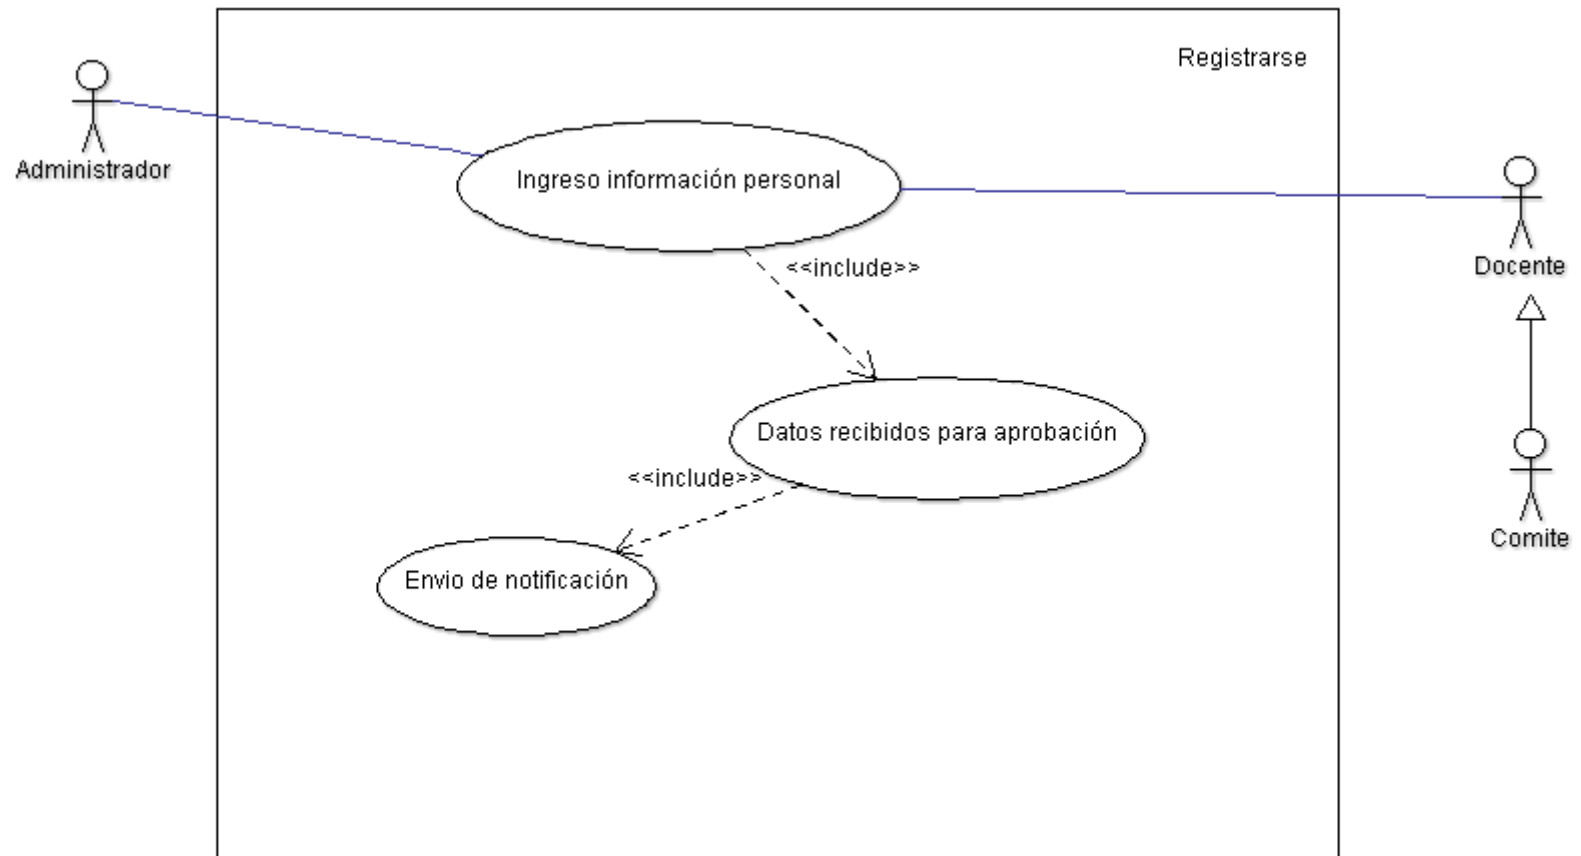 Registrarse
Administrador
Ingreso información personal
Docente
<<include>>
Datos recibidos para aprobación
<<include>>
Comite
Envio de notificación